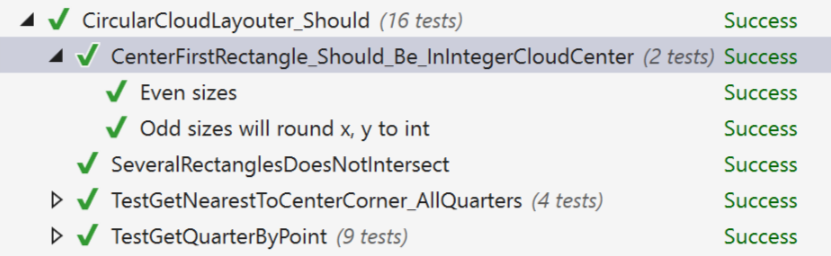 CircularCloudLayouter_Should (16 tests) Success
CenterFirstRectangle_Should_Be_InIntegerCloudCenter (2 tests) Success
Even sizes Success
Odd sizes will round x, y to int Success
SeveralRectanglesDoesNotIntersect Success
TestGetNearestToCenterCorner_AllQuarters (4 tests) Success
TestGetQuarterByPoint (9 tests) Success